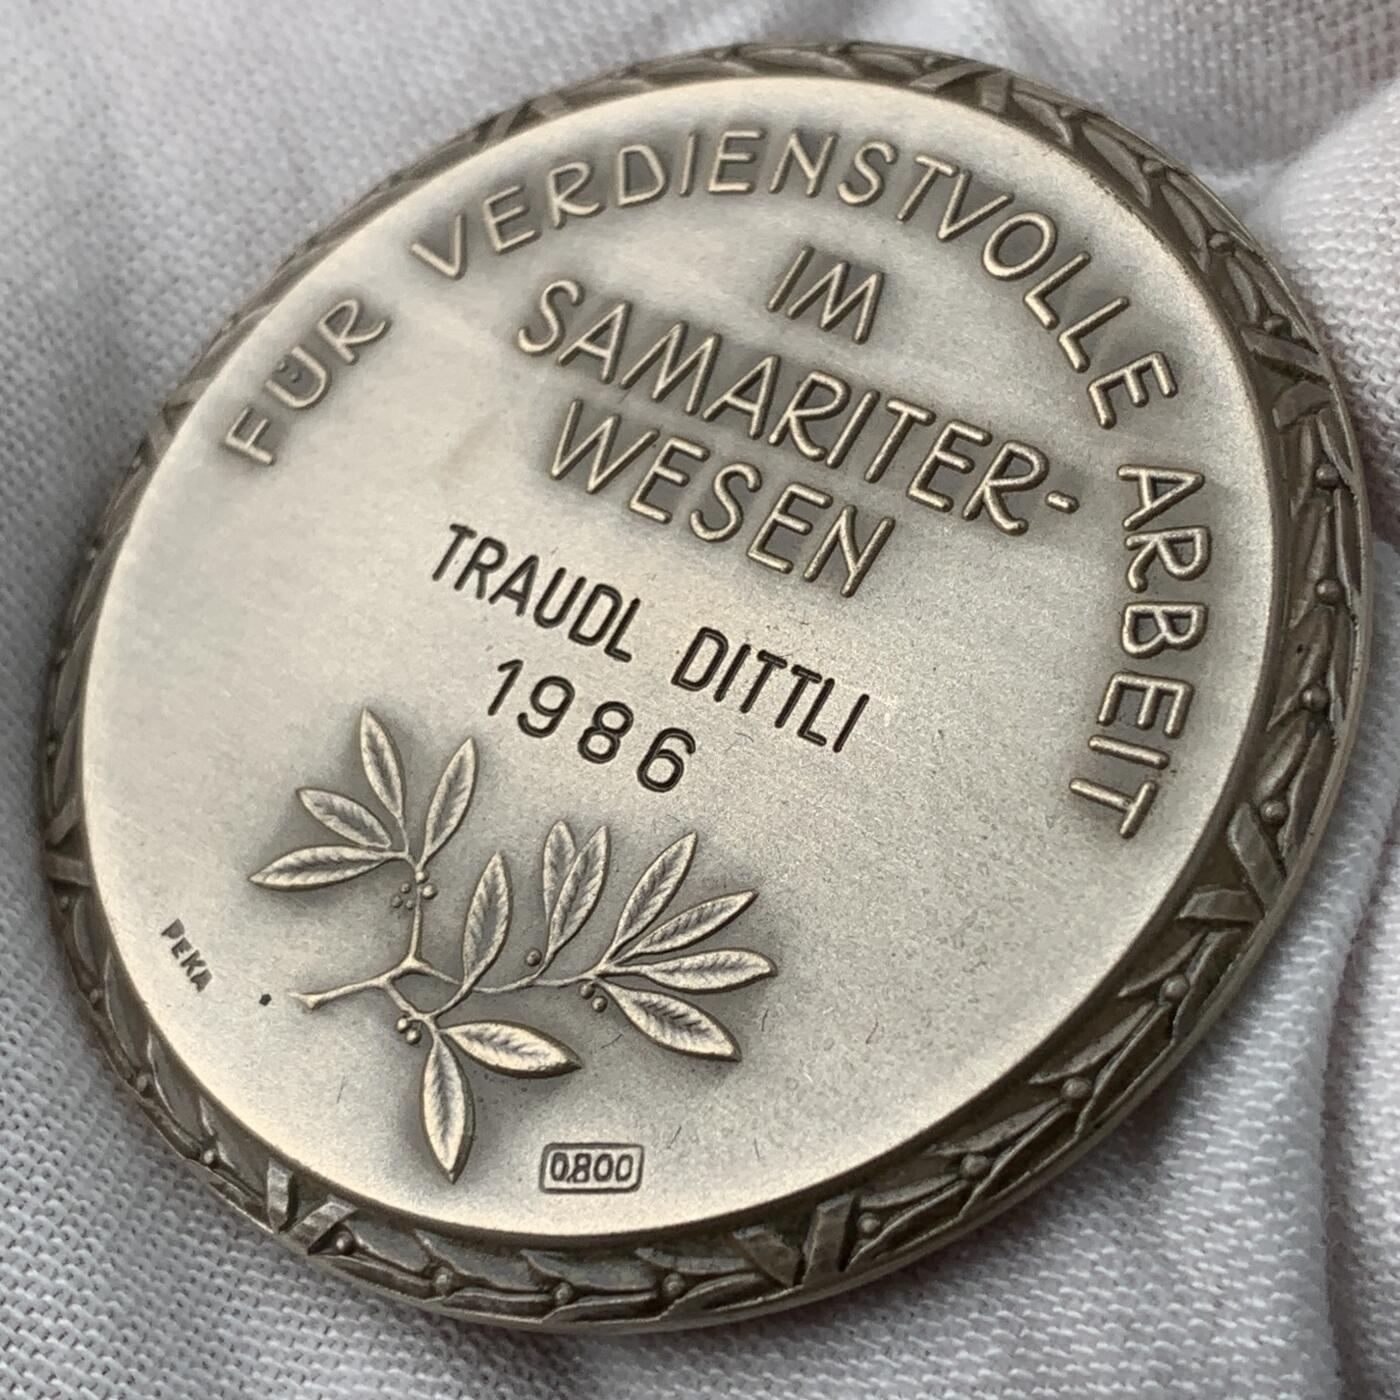 FÜR VERDIENSTVOLLE ARBEIT
IM
SAMARITER-
WESEN
TRAUDL DITTLI
1986
PEKA
0.800